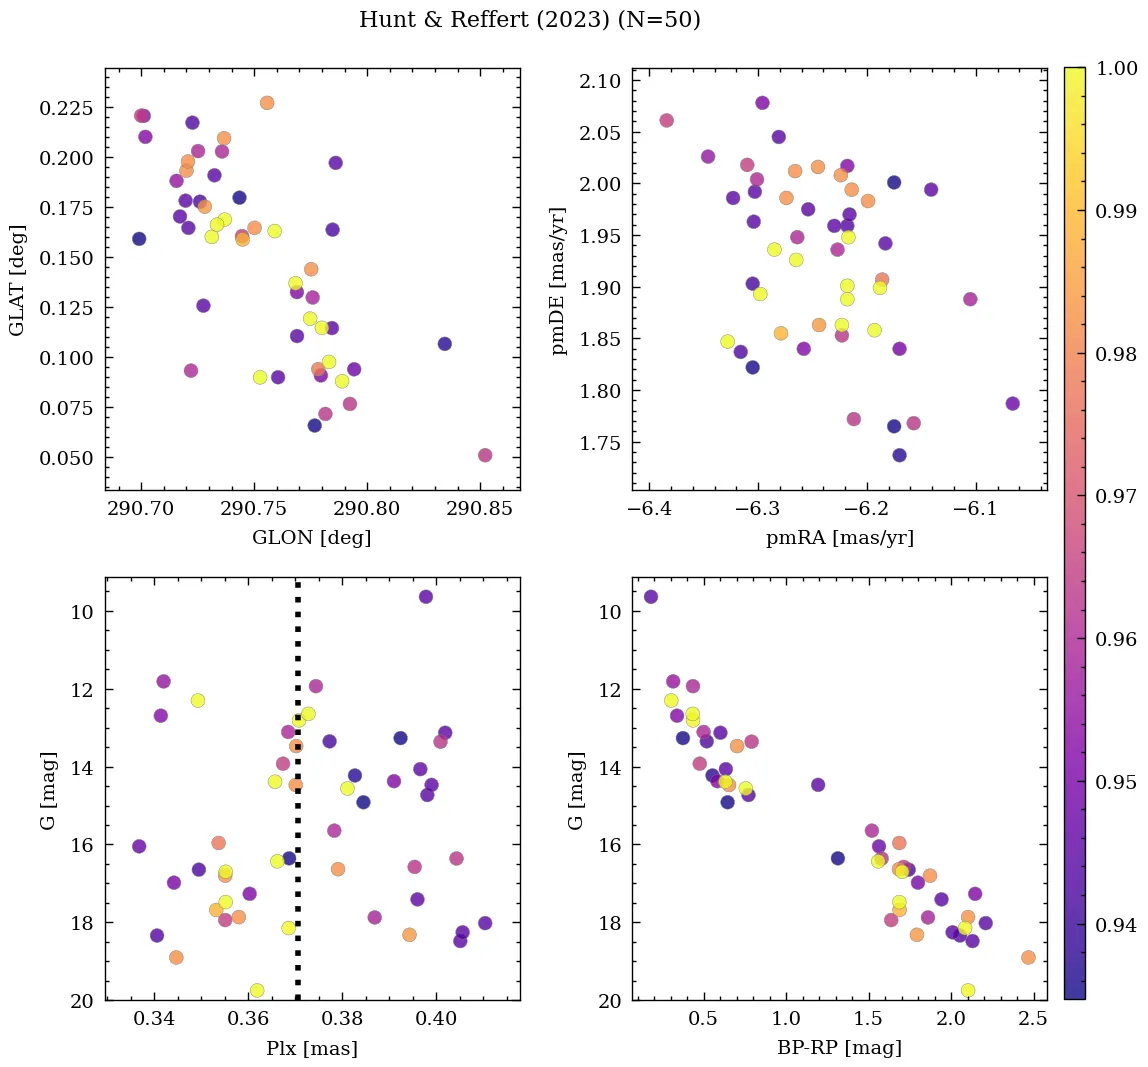 Hunt & Reffert (2023) (N=50)
0.225
0.200
0.175
0.150
0.125
0.100
0.075
0.050
GLAT [deg]
290.70 290.75 290.80 290.85
GLON [deg]
2.10
2.05
2.00
1.95
1.90
1.85
1.80
1.75
pmDE [mas/yr]
−6.4 −6.3 −6.2 −6.1
pmRA [mas/yr]
10
12
14
16
18
20
G [mag]
0.34 0.36 0.38 0.40
Plx [mas]
10
12
14
16
18
20
G [mag]
0.5 1.0 1.5 2.0 2.5
BP-RP [mag]
1.00
0.99
0.98
0.97
0.96
0.95
0.94